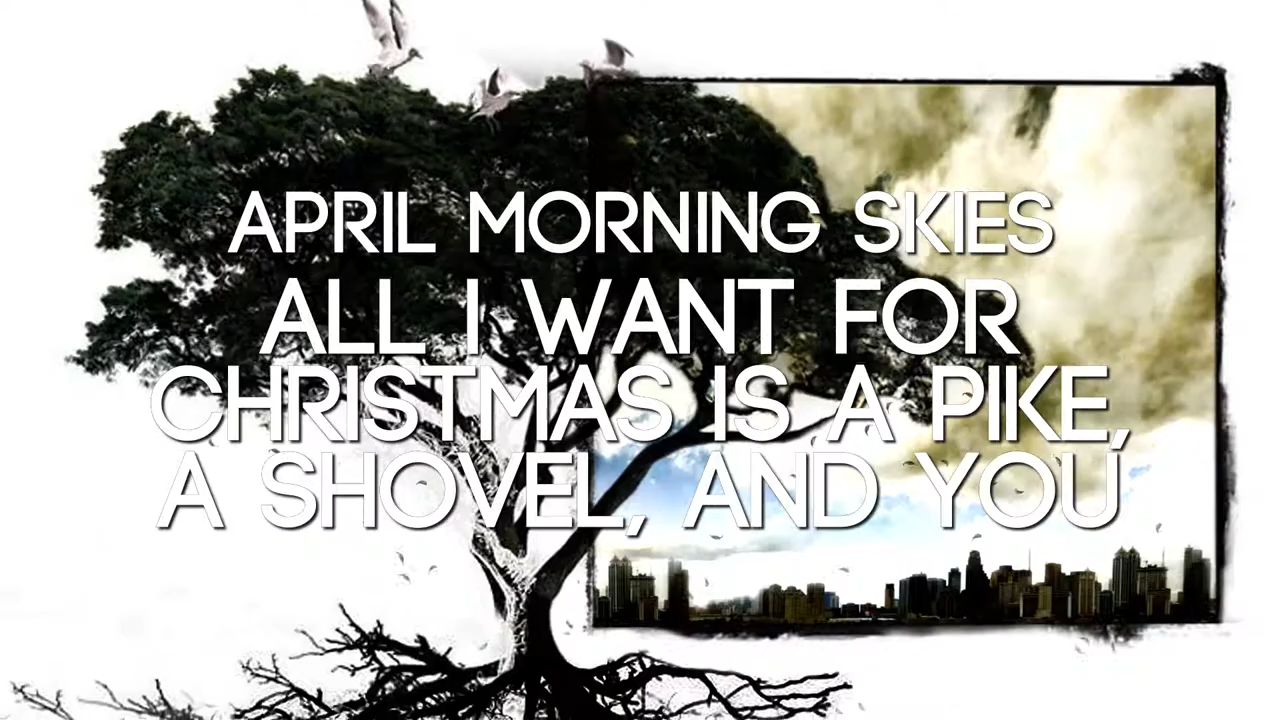 APRIL MORNING SKIES
ALL I WANT FOR
CHRISTMAS IS A PIKE,
A SHOVEL, AND YOU